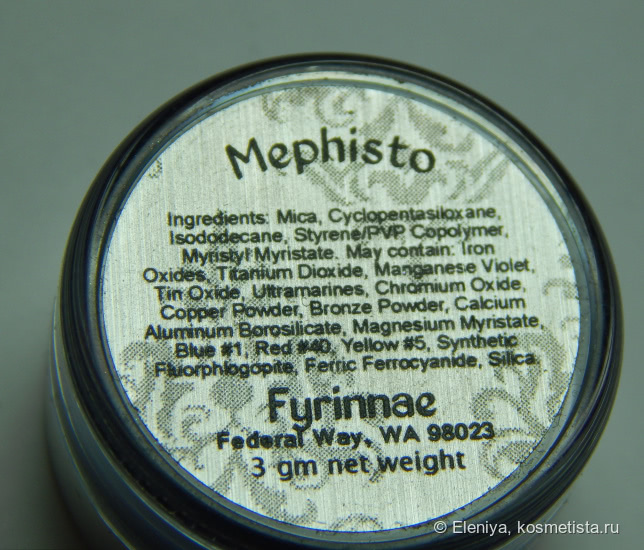 Mephisto
Ingredients: Mica, Cyclopentasiloxane,
Isododecane, Styrene/PVP Copolymer,
Myristyl Myristate. May contain: Iron
Oxides, Titanium Dioxide, Manganese Violet,
Tin Oxide, Ultramarines, Chromium Oxide,
Copper Powder, Bronze Powder, Calcium
Aluminum Borosilicate, Magnesium Myristate,
Blue #1, Red #40, Yellow #5, Synthetic
Fluorphlogopite, Ferric Ferrocyanide, Silica.
Fyrinnae
Federal Way, WA 98023
3 gm net weight
© Eleniya, kosmetista.ru